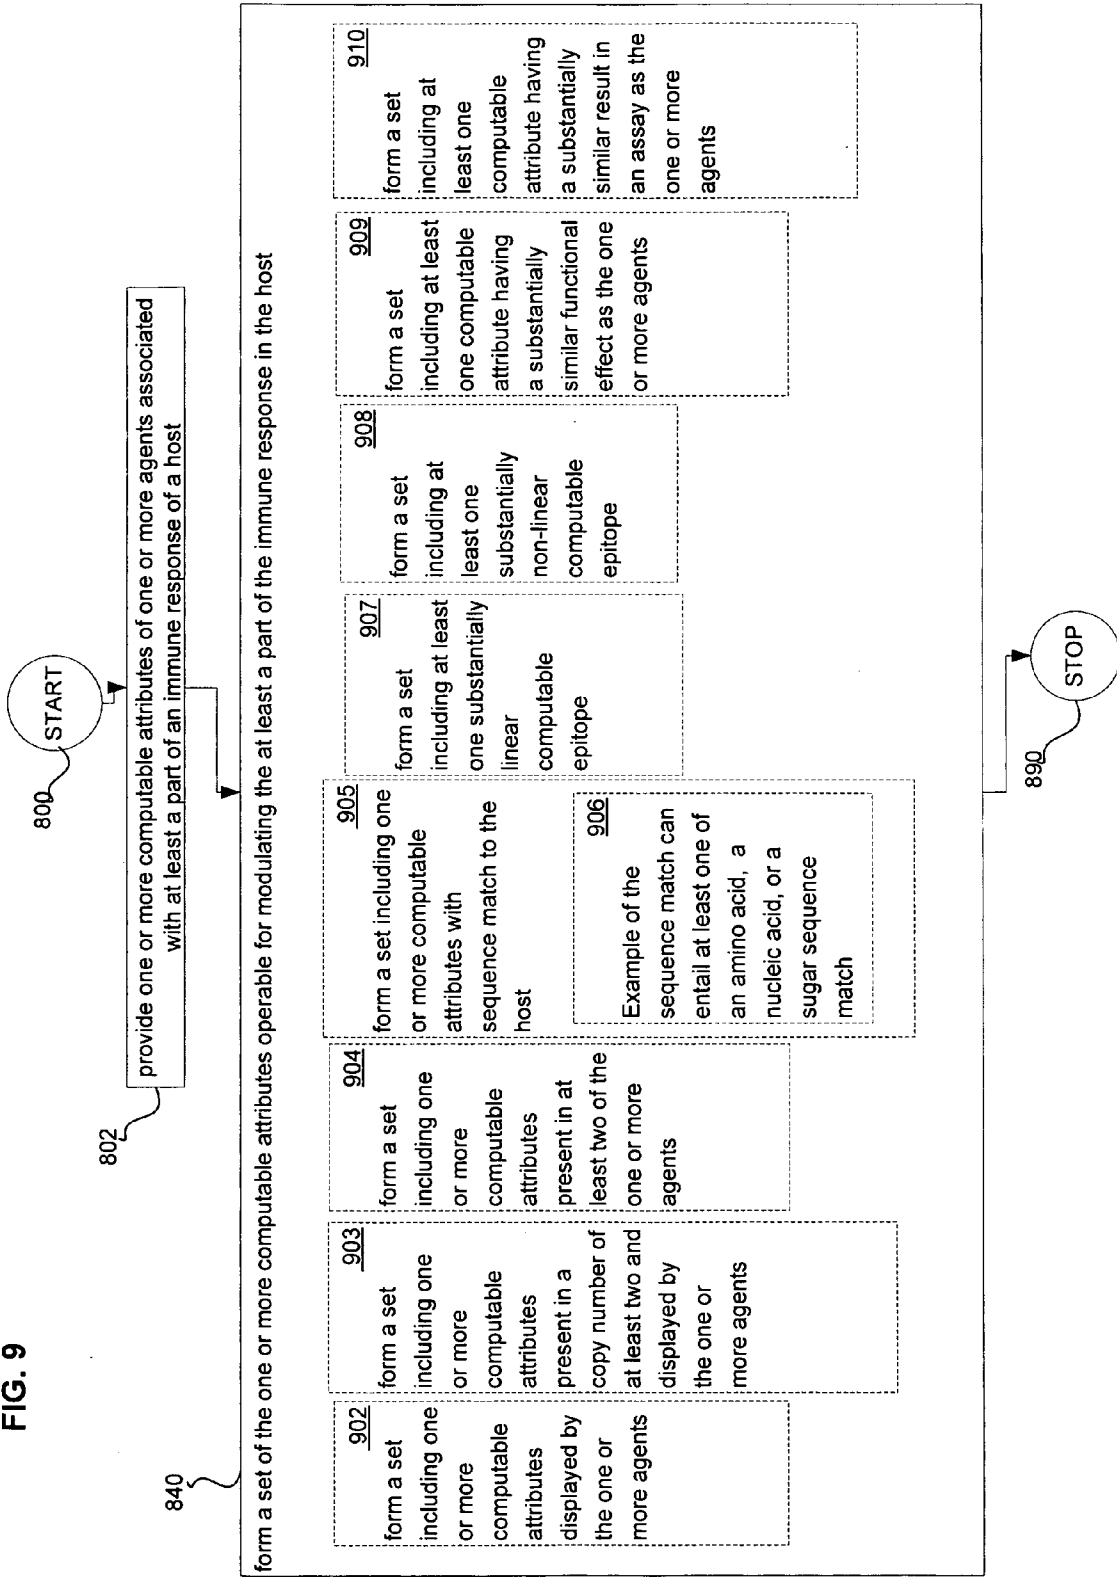 FIG. 9
800
START
802
provide one or more computable attributes of one or more agents associated
with at least a part of an immune response of a host
840
form a set of the one or more computable attributes operable for modulating the at least a part of the immune response in the host
902
form a set
including one
or more
computable
attributes
displayed by
the one or
more agents
903
form a set
including one
or more
computable
attributes
present in a
copy number of
at least two and
displayed by
the one or
more agents
904
form a set
including one
or more
computable
attributes
present in at
least two of the
one or more
agents
905
form a set including one
or more computable
attributes with
sequence match to the
host
906
Example of the
sequence match can
entail at least one of
an amino acid, a
nucleic acid, or a
sugar sequence
match
907
form a set
including at least
one substantially
linear
computable
epitope
908
form a set
including at
least one
substantially
non-linear
computable
epitope
909
form a set
including at least
one computable
attribute having
a substantially
similar functional
effect as the one
or more agents
910
form a set
including at
least one
computable
attribute having
a substantially
similar result in
an assay as the
one or more
agents
890
STOP